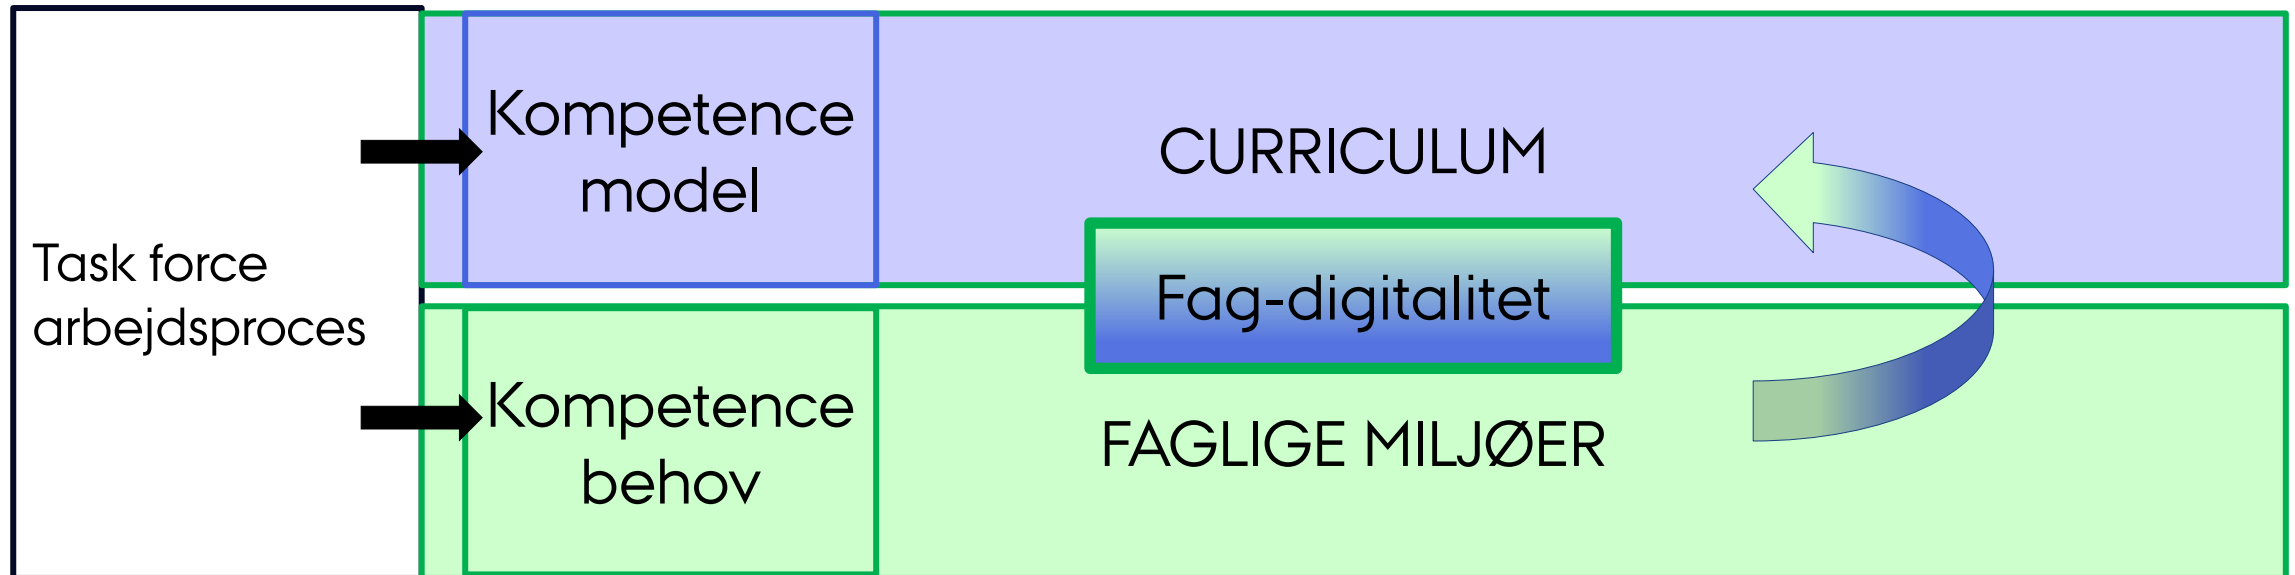 Task force
arbejdsproces
Kompetence
model
CURRICULUM
Fag-digitalitet
Kompetence
behov
FAGLIGE MILJØER